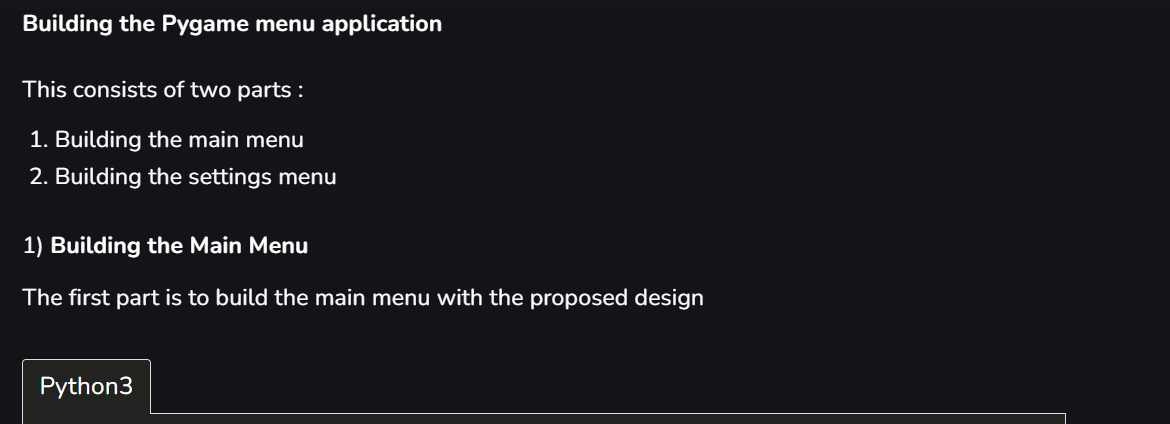 Building the Pygame menu application
This consists of two parts :
1. Building the main menu
2. Building the settings menu
1) Building the Main Menu
The first part is to build the main menu with the proposed design
Python3